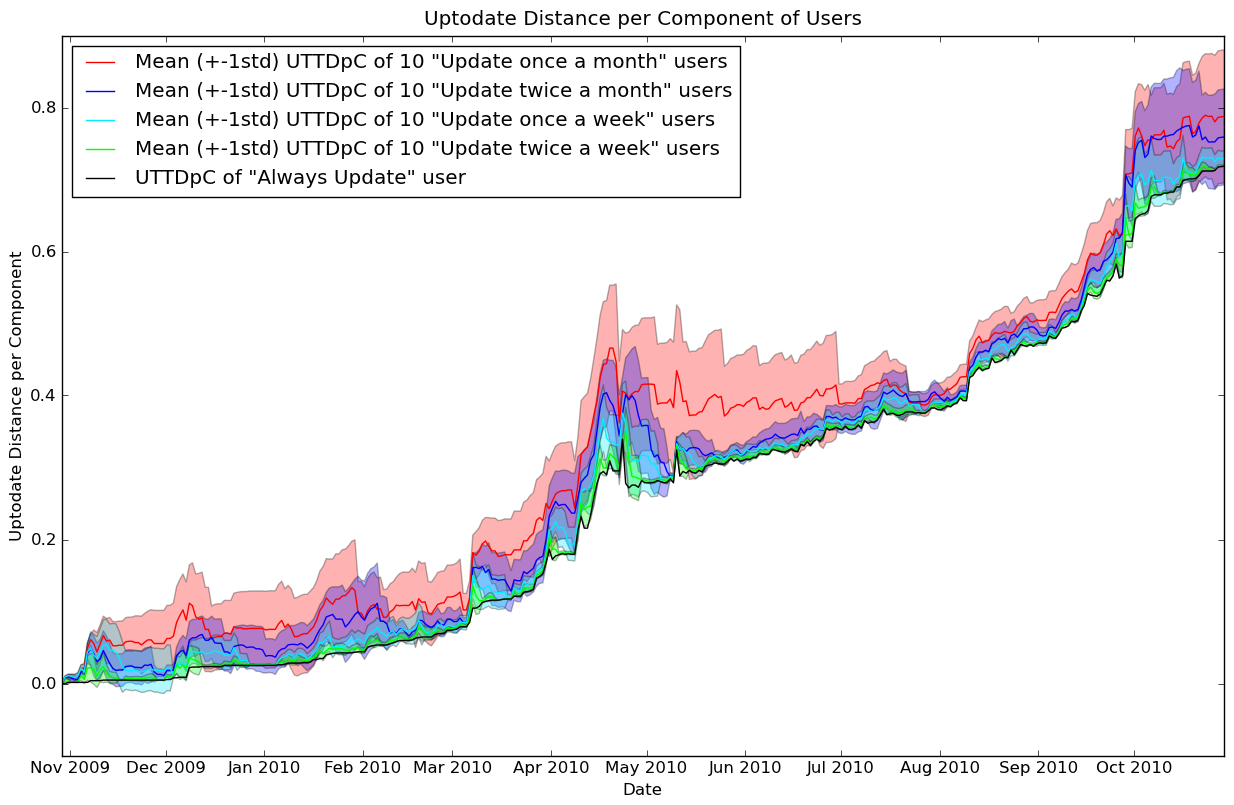 Uptodate Distance per Component of Users
Mean (+-1std) UTTDpC of 10 "Update once a month" users
Mean (+-1std) UTTDpC of 10 "Update twice a month" users
Mean (+-1std) UTTDpC of 10 "Update once a week" users
Mean (+-1std) UTTDpC of 10 "Update twice a week" users
UTTDpC of "Always Update" user
Uptodate Distance per Component
0.8
0.6
0.4
0.2
0.0
Nov 2009 Dec 2009 Jan 2010 Feb 2010 Mar 2010 Apr 2010 May 2010 Jun 2010 Jul 2010 Aug 2010 Sep 2010 Oct 2010
Date